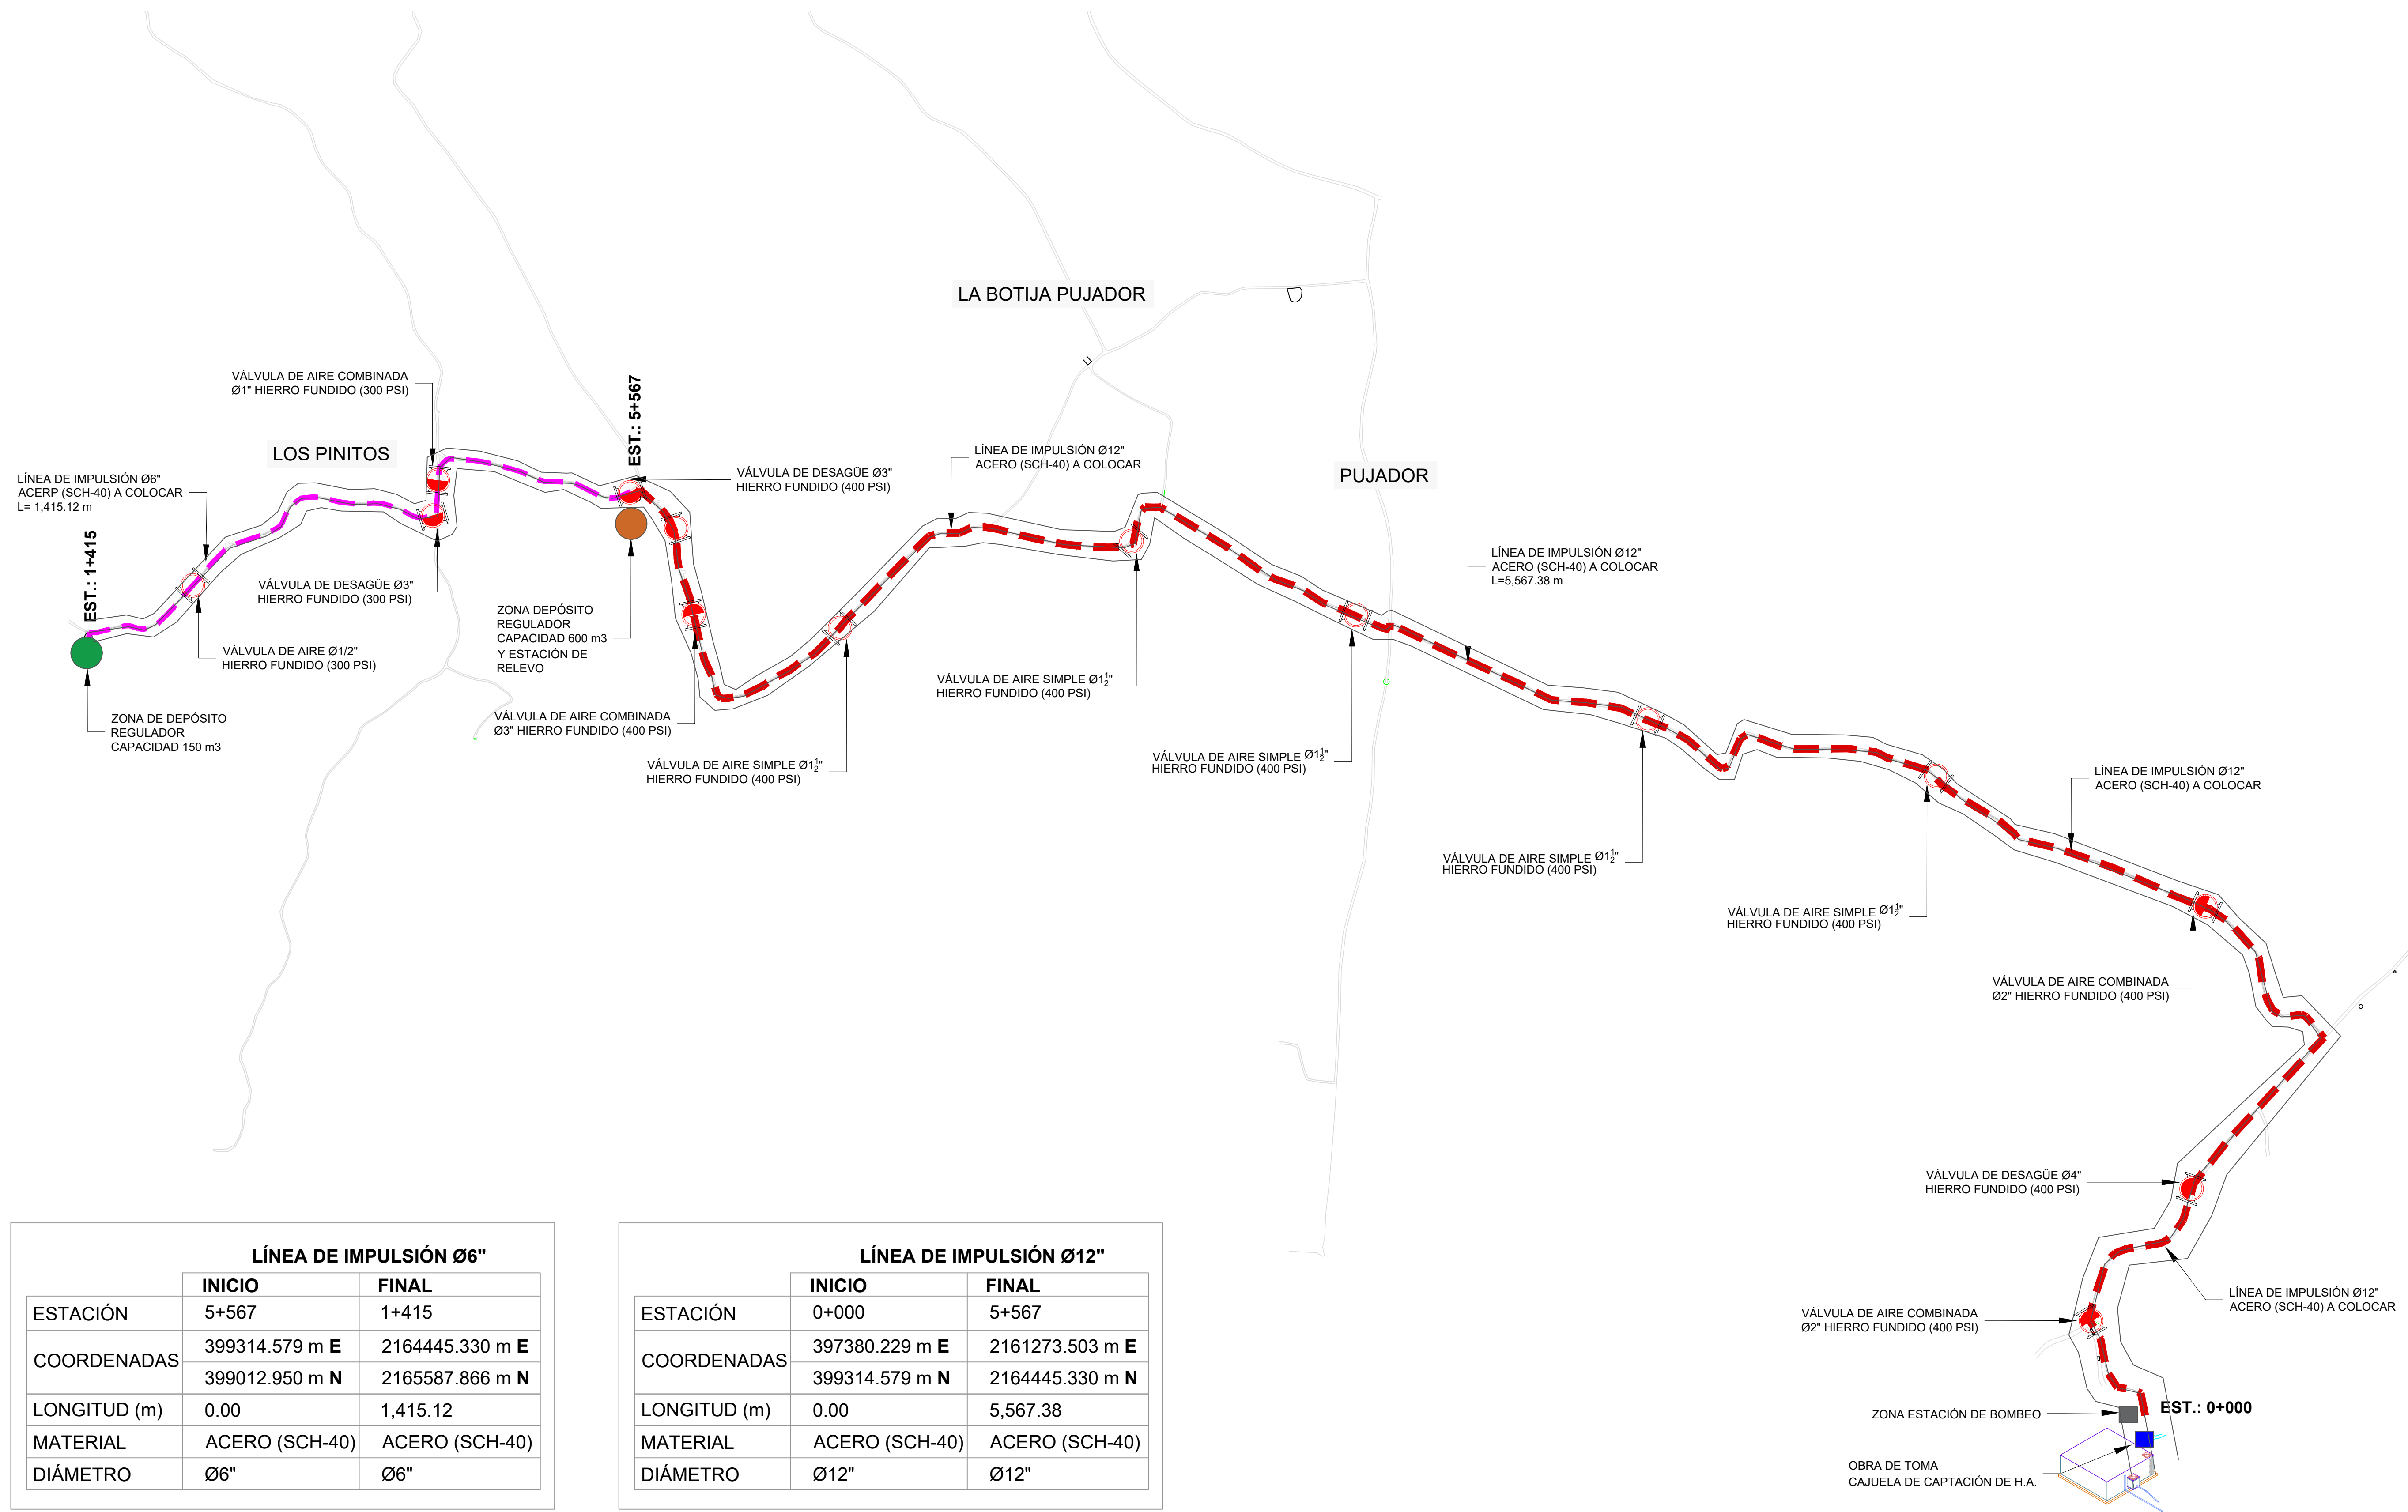 LA BOTIJA PUJADOR
VÁLVULA DE AIRE COMBINADA
Ø1" HIERRO FUNDIDO (300 PSI)
EST.: 5+567
LOS PINITOS
LÍNEA DE IMPULSIÓN Ø6"
ACERP (SCH-40) A COLOCAR
L= 1,415.12 m
EST.: 1+415
VÁLVULA DE DESAGÜE Ø3"
HIERRO FUNDIDO (400 PSI)
LÍNEA DE IMPULSIÓN Ø12"
ACERO (SCH-40) A COLOCAR
PUJADOR
VÁLVULA DE DESAGÜE Ø3"
HIERRO FUNDIDO (300 PSI)
LÍNEA DE IMPULSIÓN Ø12"
ACERO (SCH-40) A COLOCAR
L=5,567.38 m
ZONA DEPÓSITO
REGULADOR
CAPACIDAD 600 m3
Y ESTACIÓN DE
RELEVO
VÁLVULA DE AIRE Ø1/2"
HIERRO FUNDIDO (300 PSI)
VÁLVULA DE AIRE SIMPLE Ø1½"
HIERRO FUNDIDO (400 PSI)
ZONA DE DEPÓSITO
REGULADOR
CAPACIDAD 150 m3
VÁLVULA DE AIRE COMBINADA
Ø3" HIERRO FUNDIDO (400 PSI)
VÁLVULA DE AIRE SIMPLE Ø1½"
HIERRO FUNDIDO (400 PSI)
VÁLVULA DE AIRE SIMPLE Ø1½"
HIERRO FUNDIDO (400 PSI)
LÍNEA DE IMPULSIÓN Ø12"
ACERO (SCH-40) A COLOCAR
VÁLVULA DE AIRE SIMPLE Ø1½"
HIERRO FUNDIDO (400 PSI)
VÁLVULA DE AIRE SIMPLE Ø1½"
HIERRO FUNDIDO (400 PSI)
VÁLVULA DE AIRE COMBINADA
Ø2" HIERRO FUNDIDO (400 PSI)
VÁLVULA DE DESAGÜE Ø4"
HIERRO FUNDIDO (400 PSI)
LÍNEA DE IMPULSIÓN Ø12"
ACERO (SCH-40) A COLOCAR
VÁLVULA DE AIRE COMBINADA
Ø2" HIERRO FUNDIDO (400 PSI)
EST.: 0+000
ZONA ESTACIÓN DE BOMBEO
OBRA DE TOMA
CAJUELA DE CAPTACIÓN DE H.A.
LÍNEA DE IMPULSIÓN Ø6"
INICIO FINAL
ESTACIÓN 5+567 1+415
COORDENADAS 399314.579 m E 2164445.330 m E
399012.950 m N 2165587.866 m N
LONGITUD (m) 0.00 1,415.12
MATERIAL ACERO (SCH-40) ACERO (SCH-40)
DIÁMETRO Ø6" Ø6"
LÍNEA DE IMPULSIÓN Ø12"
INICIO FINAL
ESTACIÓN 0+000 5+567
COORDENADAS 397380.229 m E 2161273.503 m E
399314.579 m N 2164445.330 m N
LONGITUD (m) 0.00 5,567.38
MATERIAL ACERO (SCH-40) ACERO (SCH-40)
DIÁMETRO Ø12" Ø12"